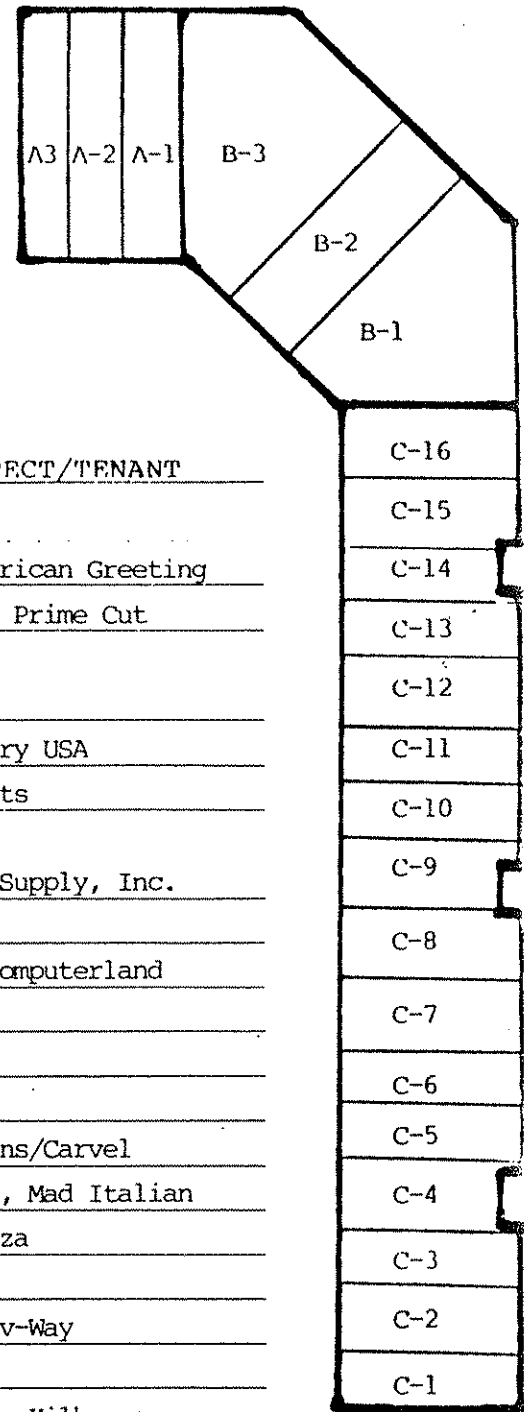 A3 A-2 A-1 B-3
B-2
B-1
PECT/TENANT
rican Greeting
Prime Cut
ry USA
ts
Supply, Inc.
omputerland
ns/Carvel
, Mad Italian
za
v-Way
C-16
C-15
C-14
C-13
C-12
C-11
C-10
C-9
C-8
C-7
C-6
C-5
C-4
C-3
C-2
C-1